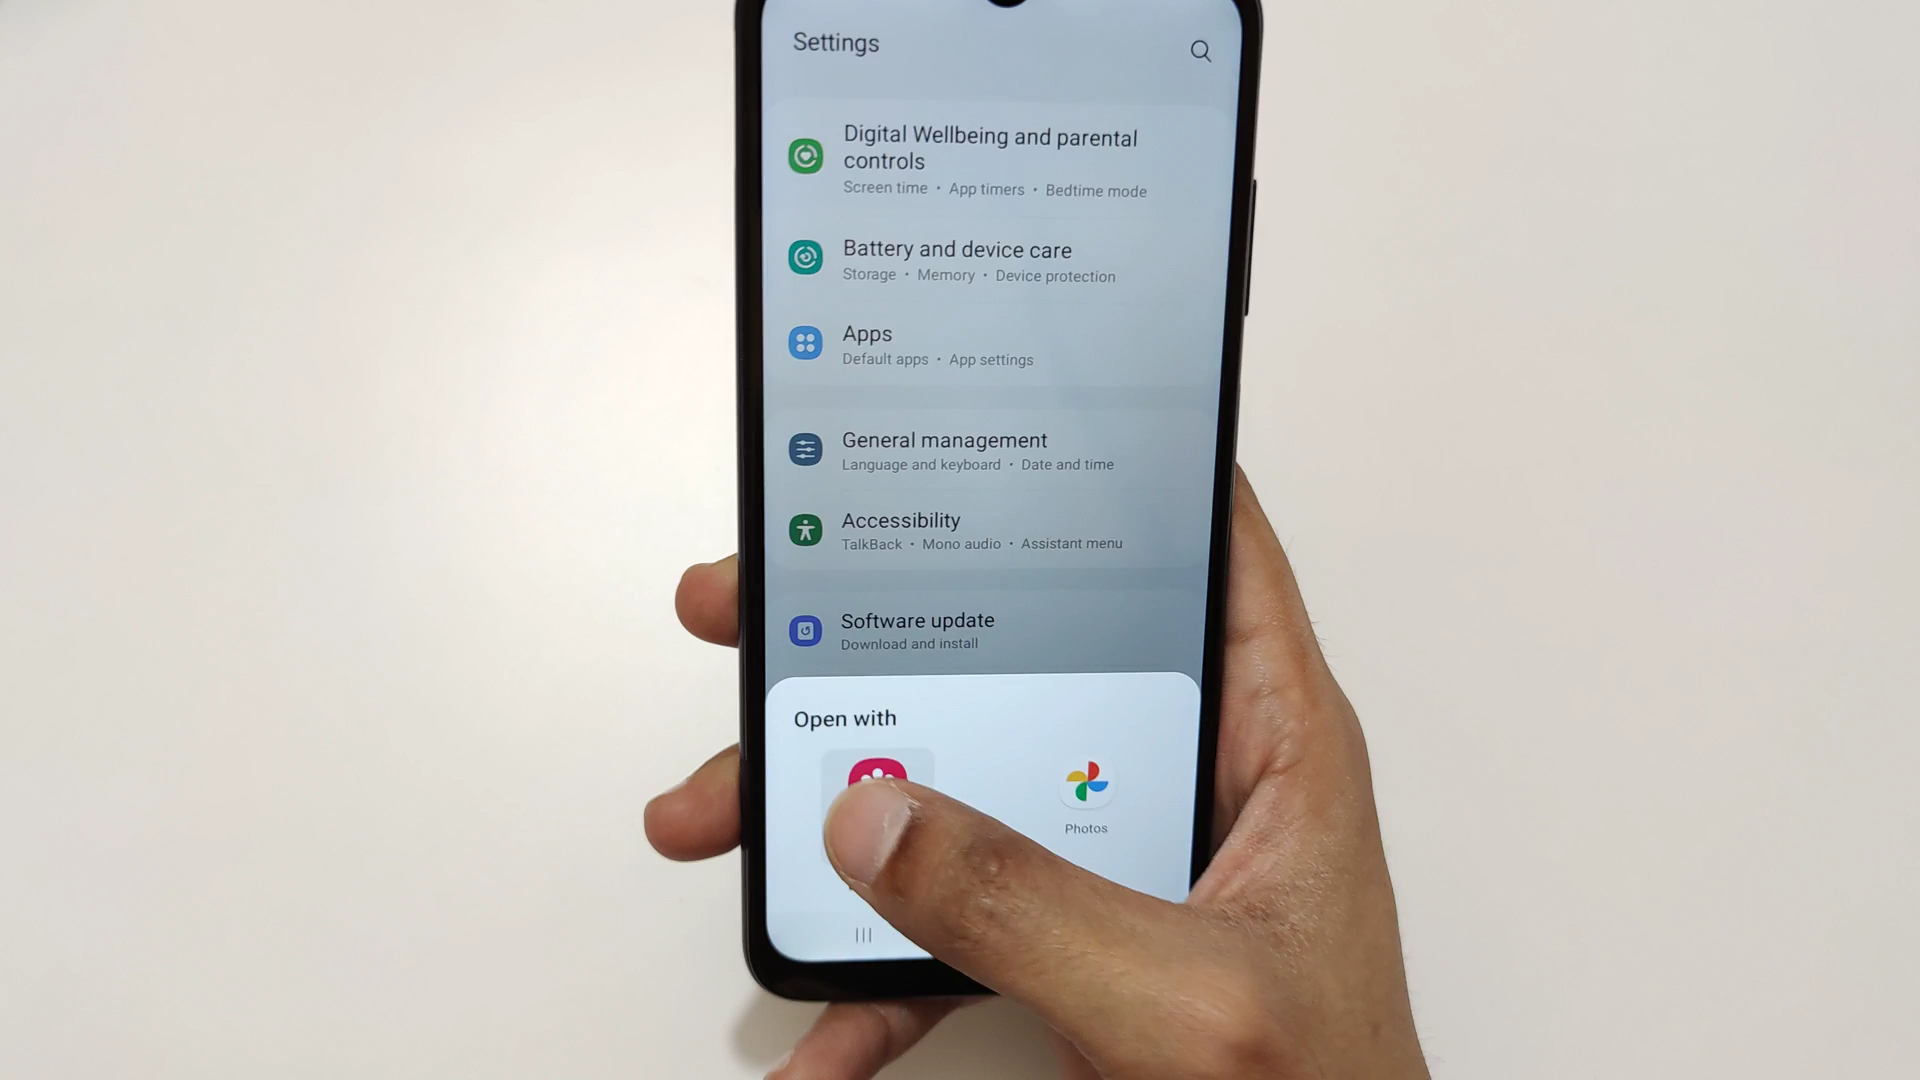 Settings
Digital Wellbeing and parental
controls
Screen time • App timers • Bedtime mode
Battery and device care
Storage • Memory • Device protection
Apps
Default apps • App settings
General management
Language and keyboard • Date and time
Accessibility
TalkBack • Mono audio • Assistant menu
Software update
Download and install
Open with
Photos